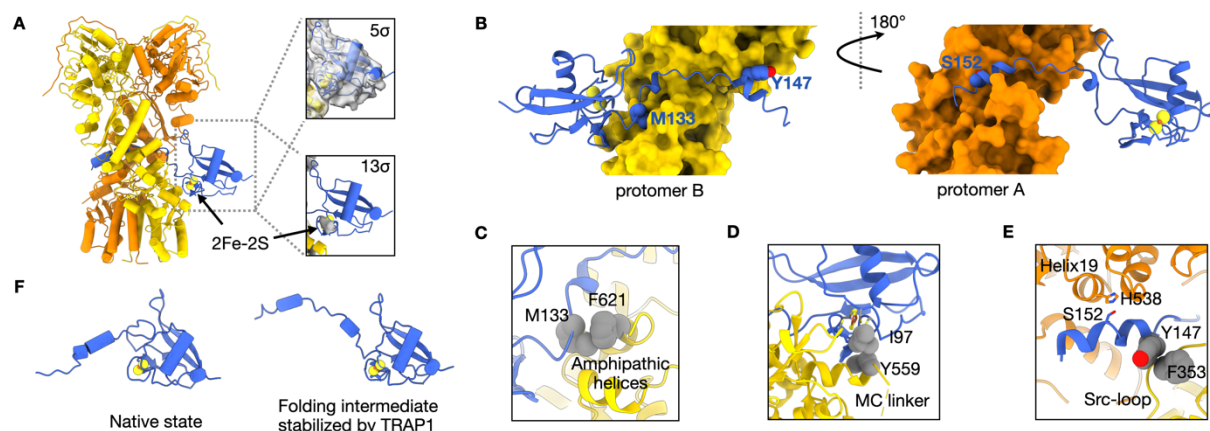 A
5σ
13σ
2Fe-2S
B
180°
M133
Y147
protomer B
S152
protomer A
C
M133
F621
Amphipathic
helices
D
I97
Y559
MC linker
E
Helix19
H538
S152
Y147
F353
Src-loop
F
Native state
Folding intermediate
stabilized by TRAP1